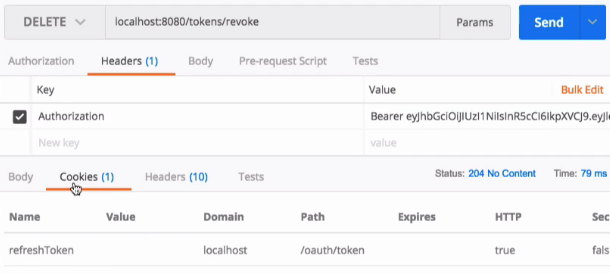 DELETE localhost:8080/tokens/revoke Params Send
Authorization Headers (1) Body Pre-request Script Tests
Key Value Bulk Edit
Authorization Bearer
New key value
Body Cookies (1) Headers (10) Tests Status: 204 No Content Time: 79 ms
Name Value Domain Path Expires HTTP Sec
refreshToken localhost /oauth/token true fals